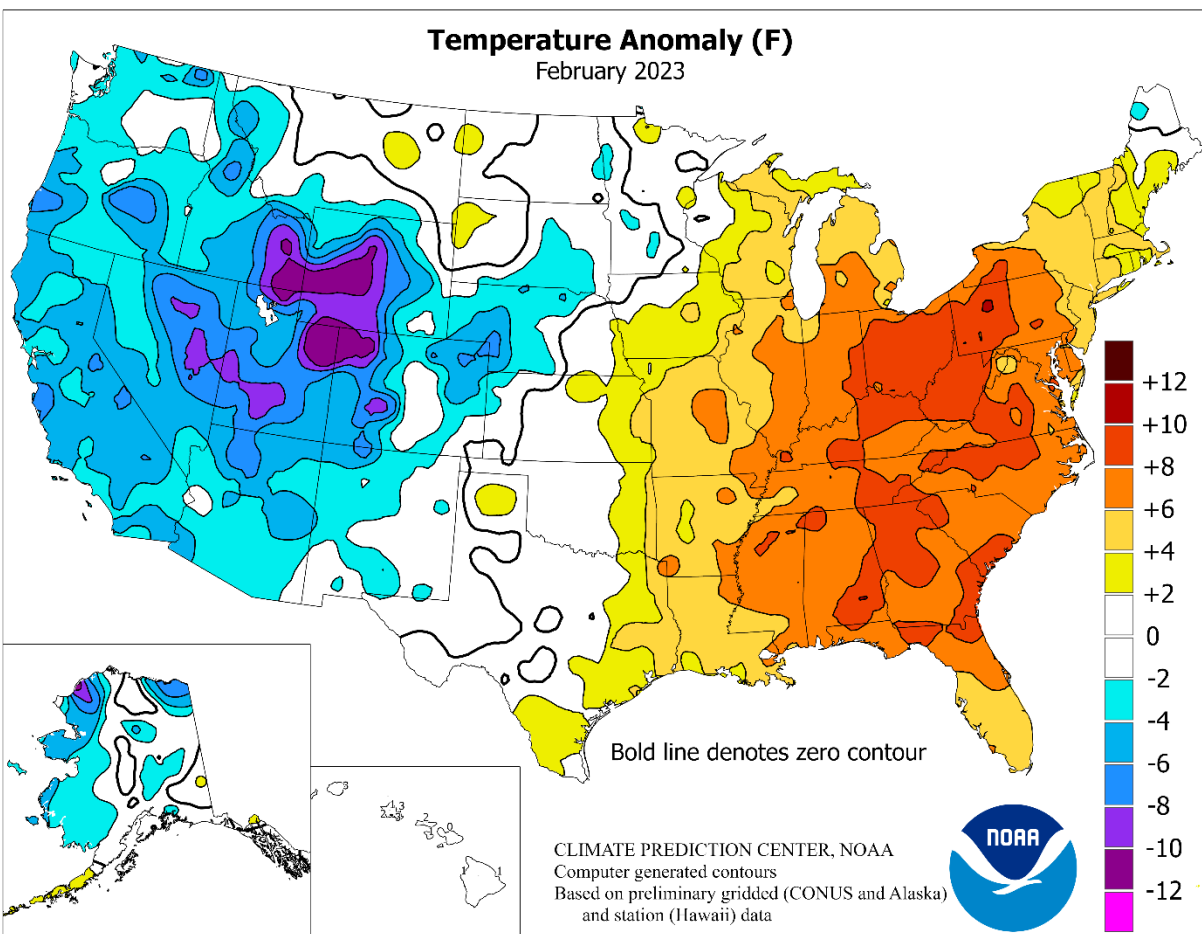 Temperature Anomaly (F)
February 2023
+12
+10
+8
+6
+4
+2
0
-2
-4
-6
-8
-10
-12
Bold line denotes zero contour
CLIMATE PREDICTION CENTER, NOAA
Computer generated contours
Based on preliminary gridded (CONUS and Alaska)
and station (Hawaii) data
NOAA